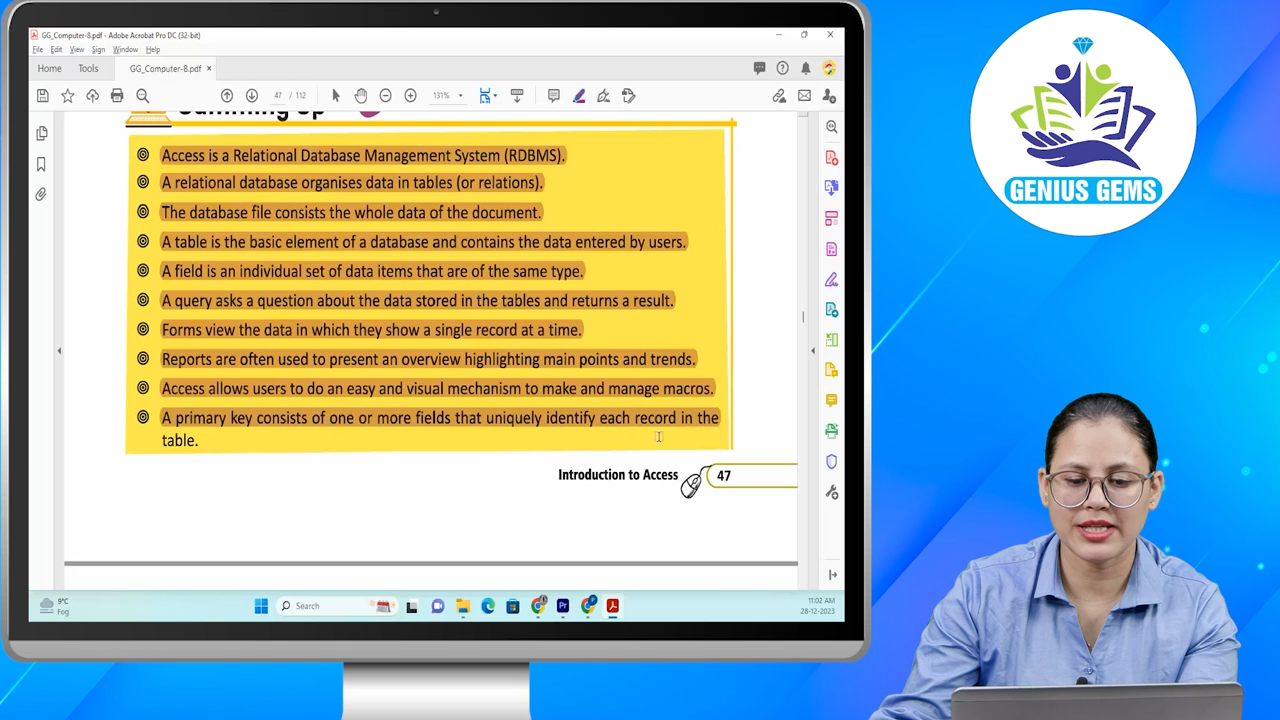 GG_Computer-8.pdf - Adobe Acrobat Pro DC (32-bit)
File Edit View Sign Window Help
Home Tools GG_Computer-8.pdf ×
47 / 112 131%
Summing Up
Access is a Relational Database Management System (RDBMS).
A relational database organises data in tables (or relations).
The database file consists the whole data of the document.
A table is the basic element of a database and contains the data entered by users.
A field is an individual set of data items that are of the same type.
A query asks a question about the data stored in the tables and returns a result.
Forms view the data in which they show a single record at a time.
Reports are often used to present an overview highlighting main points and trends.
Access allows users to do an easy and visual mechanism to make and manage macros.
A primary key consists of one or more fields that uniquely identify each record in the
table.
Introduction to Access 47
9°C
Fog
Search
11:02 AM
28-12-2023
GENIUS GEMS